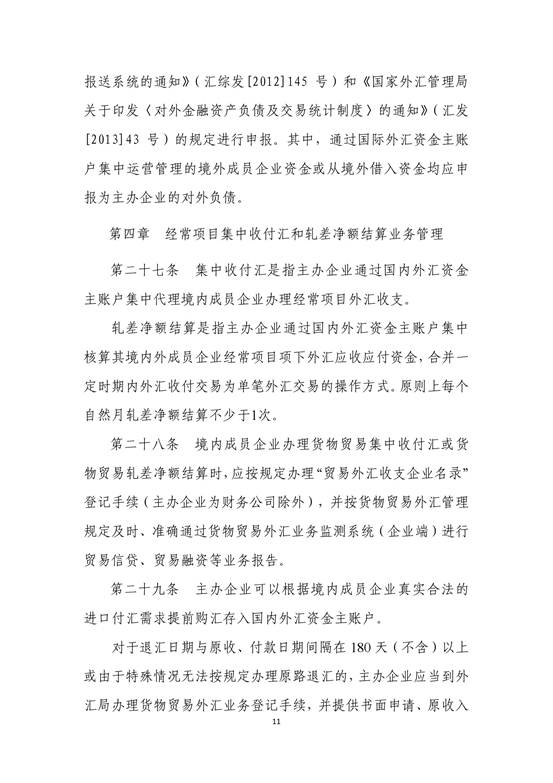 报送系统的通知》（汇综发[2012]145 号）和《国家外汇管理局
关于印发〈对外金融资产负债及交易统计制度〉的通知》（汇发
[2013]43 号）的规定进行申报。其中，通过国际外汇资金主账
户集中运营管理的境外成员企业资金或从境外借入资金均应申
报为主办企业的对外负债。
第四章　经常项目集中收付汇和轧差净额结算业务管理
第二十七条　集中收付汇是指主办企业通过国内外汇资金
主账户集中代理境内成员企业办理经常项目外汇收支。
轧差净额结算是指主办企业通过国内外汇资金主账户集中
核算其境内外成员企业经常项目项下外汇应收应付资金，合并一
定时期内外汇收付交易为单笔外汇交易的操作方式。原则上每个
自然月轧差净额结算不少于1次。
第二十八条　境内成员企业办理货物贸易集中收付汇或货
物贸易轧差净额结算时，应按规定办理“贸易外汇收支企业名录”
登记手续（主办企业为财务公司除外），并按货物贸易外汇管理
规定及时、准确通过货物贸易外汇业务监测系统（企业端）进行
贸易信贷、贸易融资等业务报告。
第二十九条　主办企业可以根据境内成员企业真实合法的
进口付汇需求提前购汇存入国内外汇资金主账户。
对于退汇日期与原收、付款日期间隔在 180 天（不含）以上
或由于特殊情况无法按规定办理原路退汇的，主办企业应当到外
汇局办理货物贸易外汇业务登记手续，并提供书面申请、原收入
11